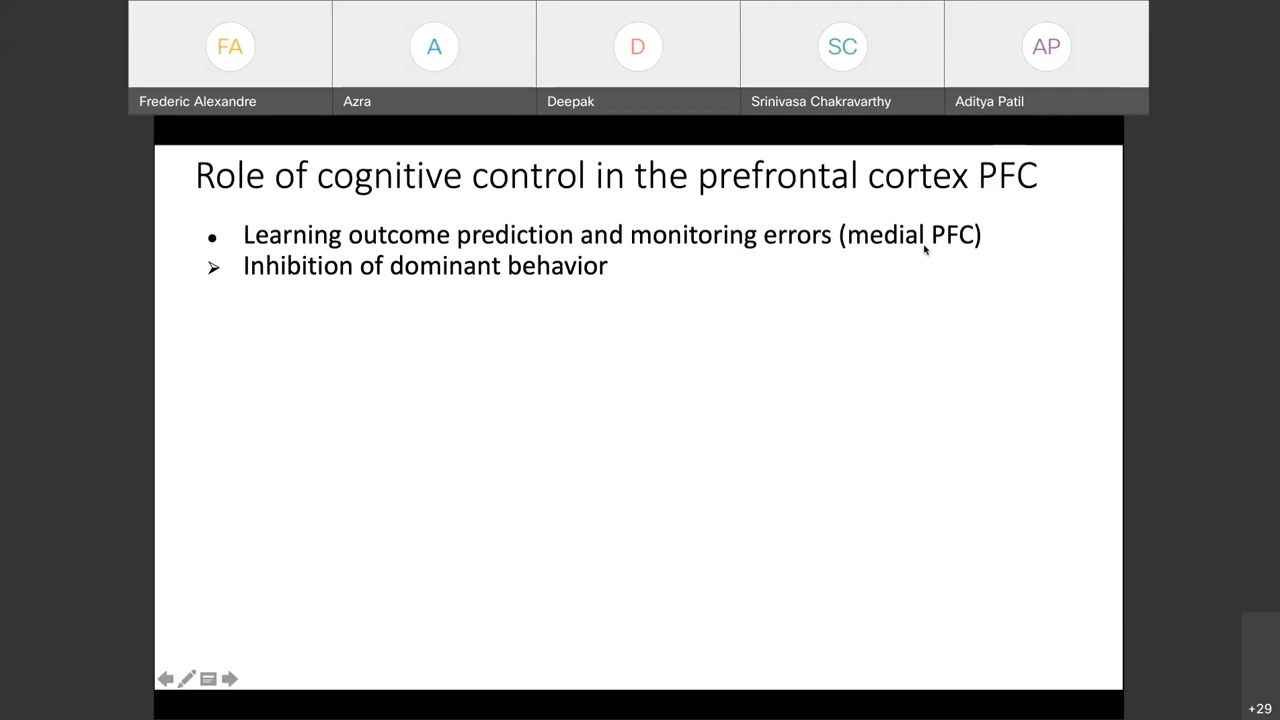 FA
A
D
SC
AP
Frederic Alexandre
Azra
Deepak
Srinivasa Chakravarthy
Aditya Patil
Role of cognitive control in the prefrontal cortex PFC
• Learning outcome prediction and monitoring errors (medial PFC)
➢ Inhibition of dominant behavior
+29